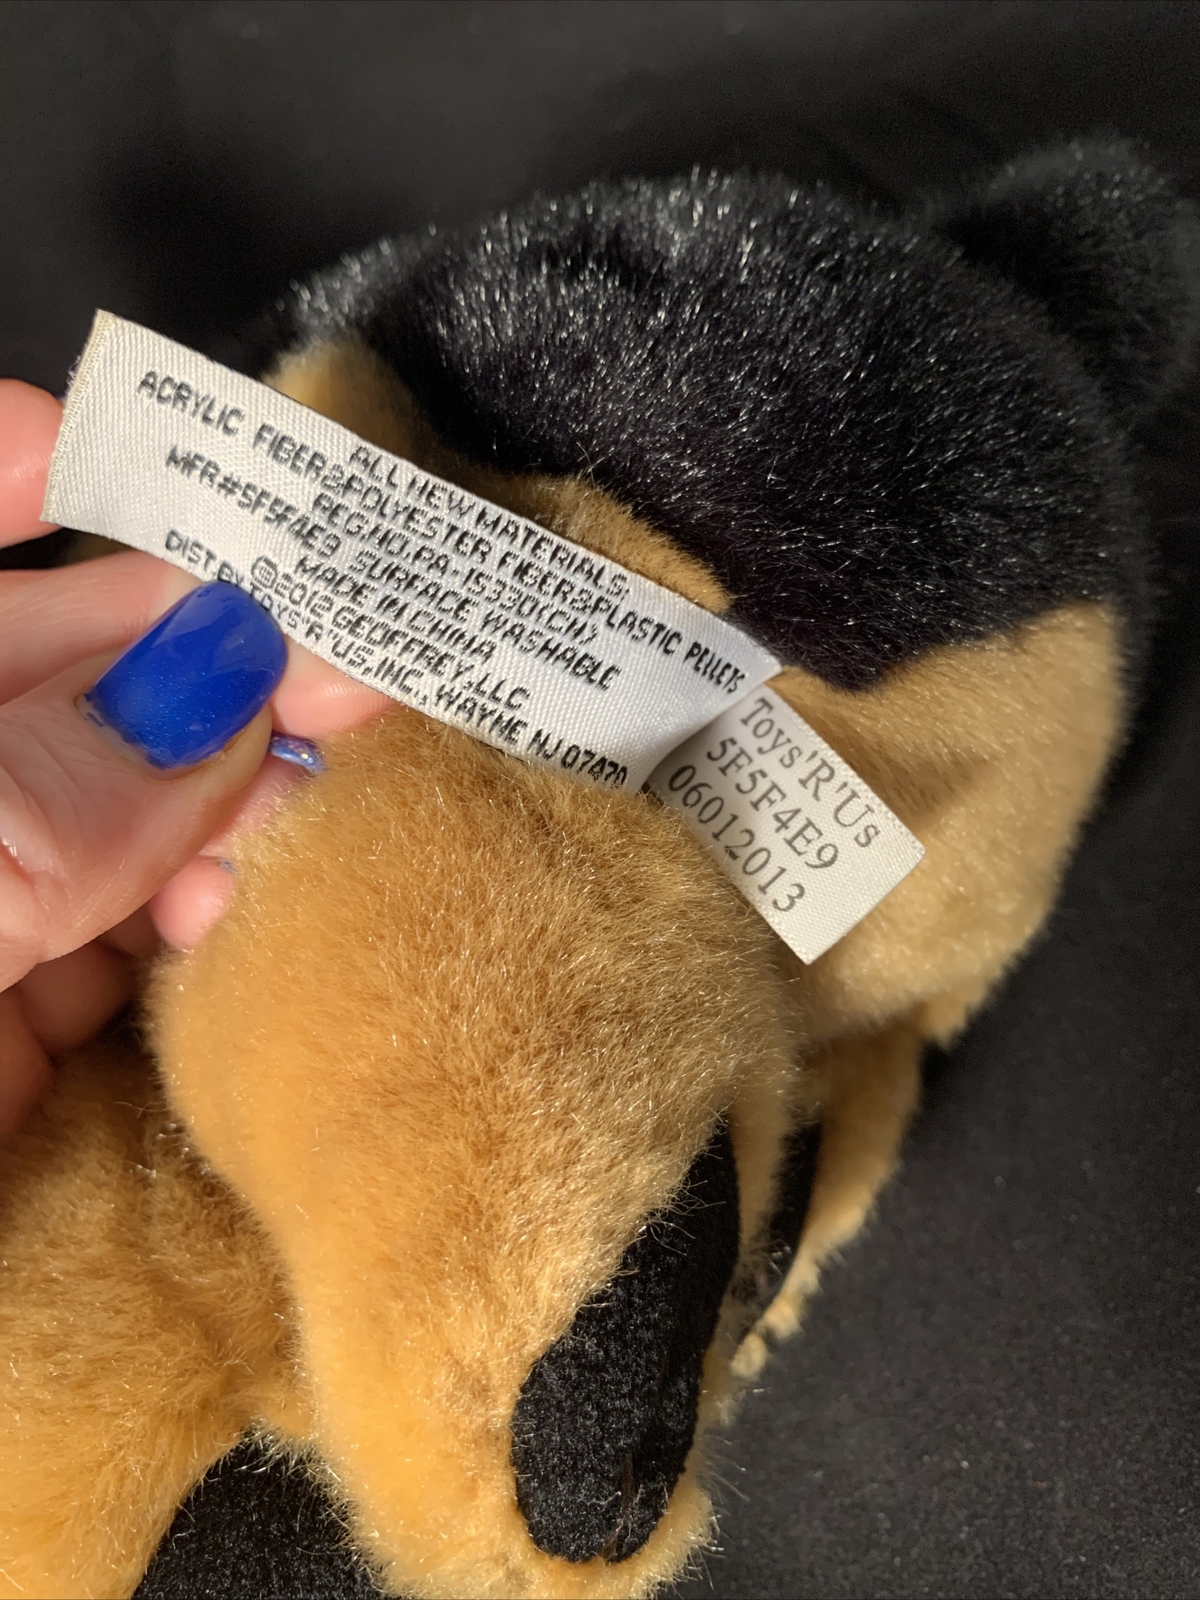 ALL NEW MATERIALS:
ACRYLIC FIBER&POLYESTER FIBER&PLASTIC PELLETS
REG.NO.PA-15330(CN)
MFR#5F5F4E9 SURFACE WASHABLE
MADE IN CHINA
©2012 GEOFFREY, LLC
DIST.BY TOYS'R'US, INC., WAYNE NJ 07470
Toys'R'Us
5F5F4E9
06012013